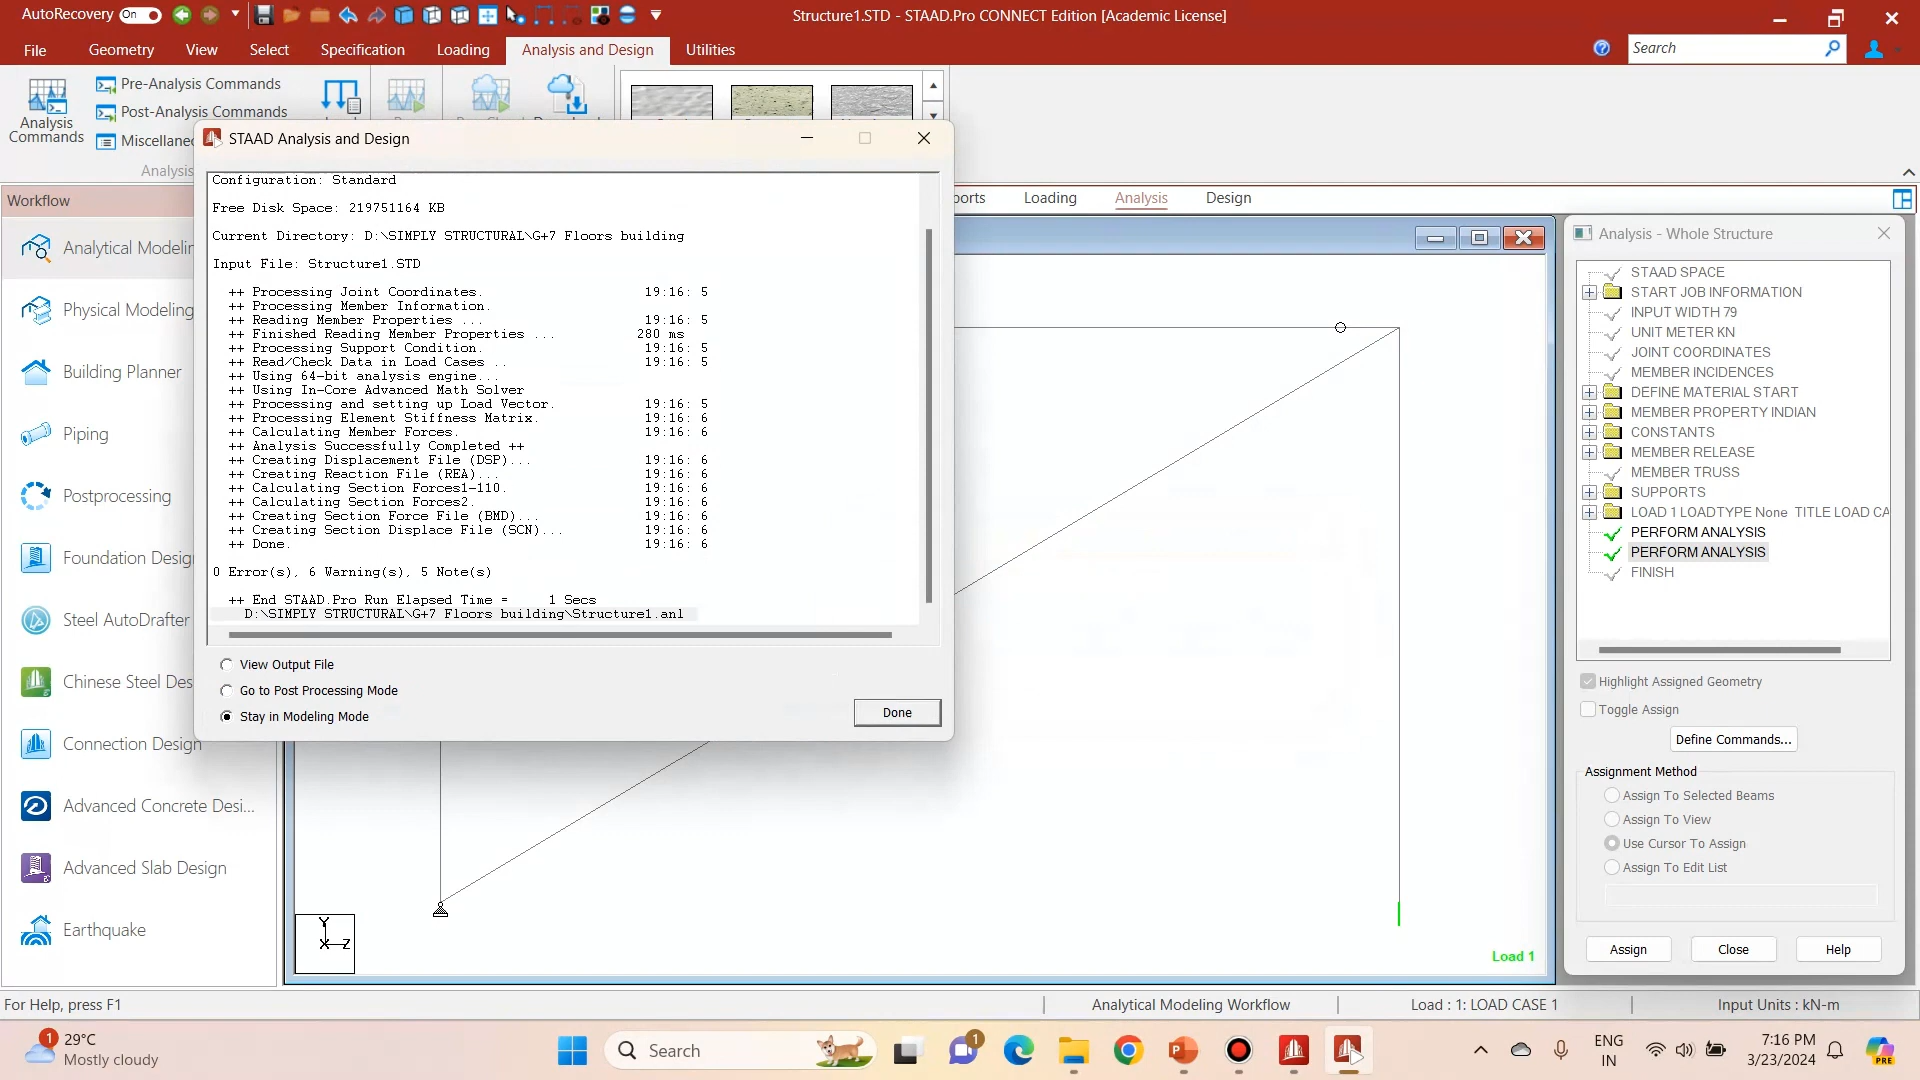 AutoRecovery On
Structure1.STD - STAAD.Pro CONNECT Edition [Academic License]
File Geometry View Select Specification Loading Analysis and Design Utilities
Search
Analysis
Commands
Pre-Analysis Commands
Post-Analysis Commands
Analysis
STAAD Analysis and Design
Workflow
Loading Analysis Design
Analytical
Physical Modeling
Building Planner
Piping
Postprocessing
Foundation
Steel AutoDrafter
Chinese Steel
Connection Design
Advanced Concrete Desi...
Advanced Slab Design
Earthquake
Configuration: Standard
Free Disk Space: 219751164 KB
Current Directory: D:\SIMPLY STRUCTURAL\G+7 Floors building
Input File: Structure1.STD
++ Processing Joint Coordinates. 19:16: 5
++ Processing Member Information.
++ Reading Member Properties ... 19:16: 5
++ Finished Reading Member Properties ... 280 ms
++ Processing Support Condition. 19:16: 5
++ Read/Check Data in Load Cases .. 19:16: 5
++ Using 64-bit analysis engine...
++ Using In-Core Advanced Math Solver
++ Processing and setting up Load Vector. 19:16: 5
++ Processing Element Stiffness Matrix. 19:16: 6
++ Calculating Member Forces. 19:16: 6
++ Analysis Successfully Completed ++
++ Creating Displacement File (DSP)... 19:16: 6
++ Creating Reaction File (REA)... 19:16: 6
++ Calculating Section Forces1-110. 19:16: 6
++ Calculating Section Forces2. 19:16: 6
++ Creating Section Force File (BMD)... 19:16: 6
++ Creating Section Displace File (SCN)... 19:16: 6
++ Done. 19:16: 6
0 Error(s), 6 Warning(s), 5 Note(s)
++ End STAAD.Pro Run Elapsed Time = 1 Secs
D:\SIMPLY STRUCTURAL\G+7 Floors building\Structure1.anl
View Output File
Go to Post Processing Mode
Stay in Modeling Mode
Done
Y
X Z
Load 1
Analysis - Whole Structure
STAAD SPACE
START JOB INFORMATION
INPUT WIDTH 79
UNIT METER KN
JOINT COORDINATES
MEMBER INCIDENCES
DEFINE MATERIAL START
MEMBER PROPERTY INDIAN
CONSTANTS
MEMBER RELEASE
MEMBER TRUSS
SUPPORTS
LOAD 1 LOADTYPE None TITLE LOAD CA
PERFORM ANALYSIS
PERFORM ANALYSIS
FINISH
Highlight Assigned Geometry
Toggle Assign
Define Commands...
Assignment Method
Assign To Selected Beams
Assign To View
Use Cursor To Assign
Assign To Edit List
Assign Close Help
For Help, press F1
Analytical Modeling Workflow
Load : 1: LOAD CASE 1
Input Units : kN-m
1
29°C
Mostly cloudy
Search
1
ENG
IN
7:16 PM
3/23/2024
PRE